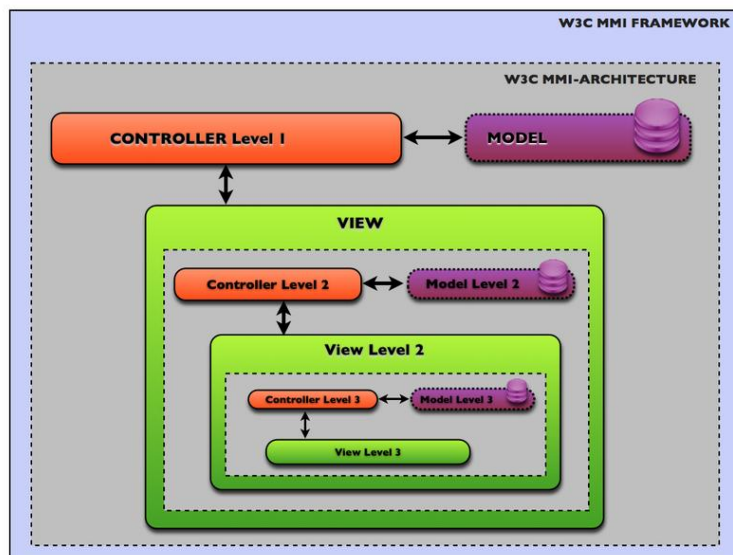 W3C MMI FRAMEWORK
W3C MMI-ARCHITECTURE
CONTROLLER Level 1
MODEL
VIEW
Controller Level 2
Model Level 2
View Level 2
Controller Level 3
Model Level 3
View Level 3